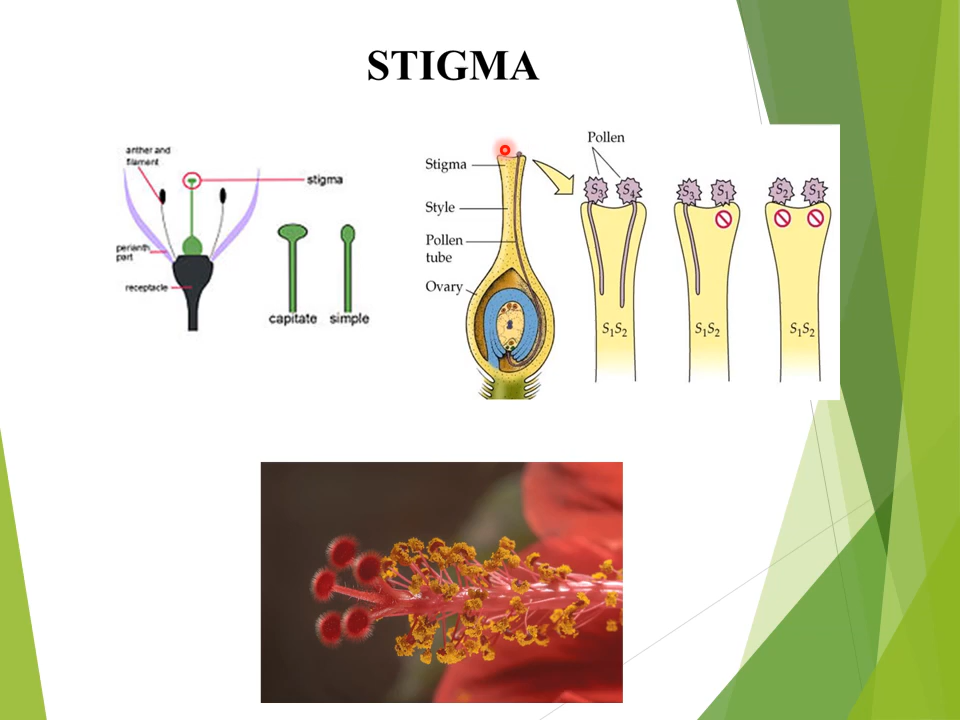 STIGMA
anther and
filament
stigma
perianth
part
receptacle
capitate simple
Stigma
Style
Pollen
tube
Ovary
Pollen
S3 S4 S3 S1 S2 S1
S1S2 S1S2 S1S2